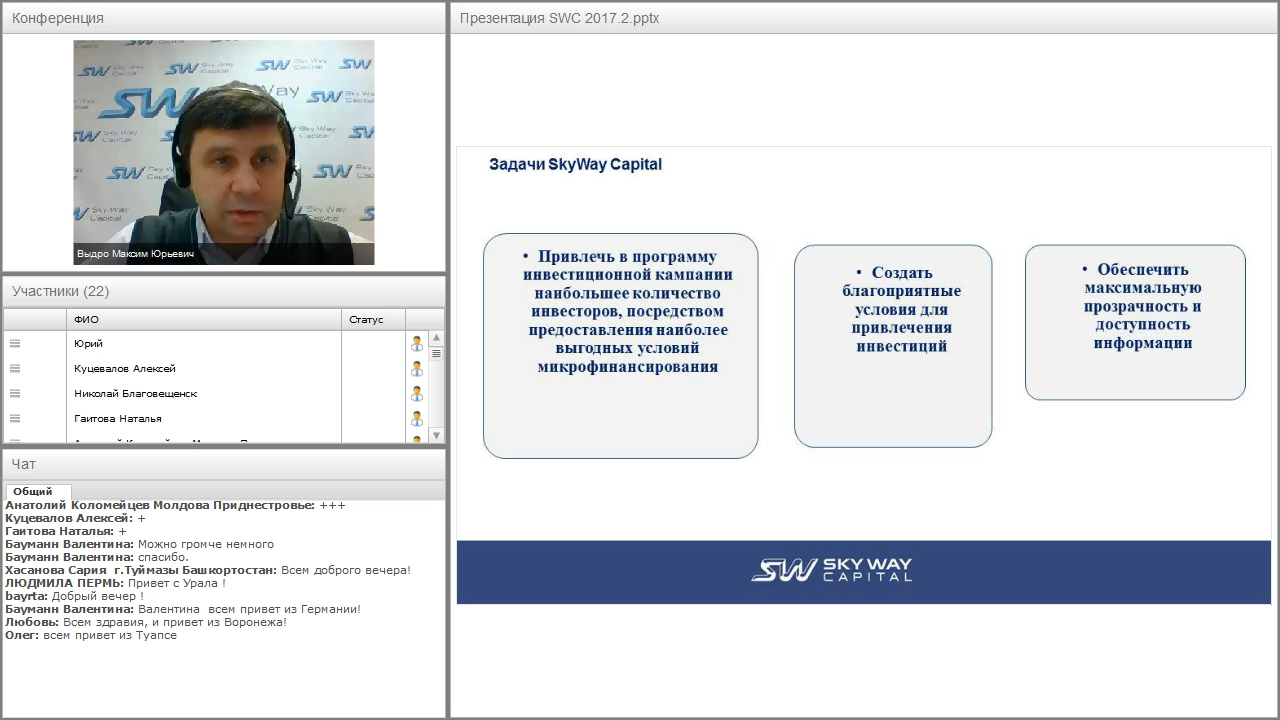 Конференция
SW
Sky Way
Capital
Выдро Максим Юрьевич
Участники (22)
ФИО
Статус
Юрий
Куцевалов Алексей
Николай Благовещенск
Гаитова Наталья
Чат
Общий
Анатолий Коломейцев Молдова Приднестровье: +++
Куцевалов Алексей: +
Гаитова Наталья: +
Бауманн Валентина: Можно громче немного
Бауманн Валентина: спасибо.
Хасанова Сария г.Туймазы Башкортостан: Всем доброго вечера!
ЛЮДМИЛА ПЕРМЬ: Привет с Урала !
bayrta: Добрый вечер !
Бауманн Валентина: Валентина всем привет из Германии!
Любовь: Всем здравия, и привет из Воронежа!
Олег: всем привет из Туапсе
Презентация SWC 2017.2.pptx
Задачи SkyWay Capital
• Привлечь в программу
инвестиционной кампании
наибольшее количество
инвесторов, посредством
предоставления наиболее
выгодных условий
микрофинансирования
• Создать
благоприятные
условия для
привлечения
инвестиций
• Обеспечить
максимальную
прозрачность и
доступность
информации
SW SKY WAY
CAPITAL